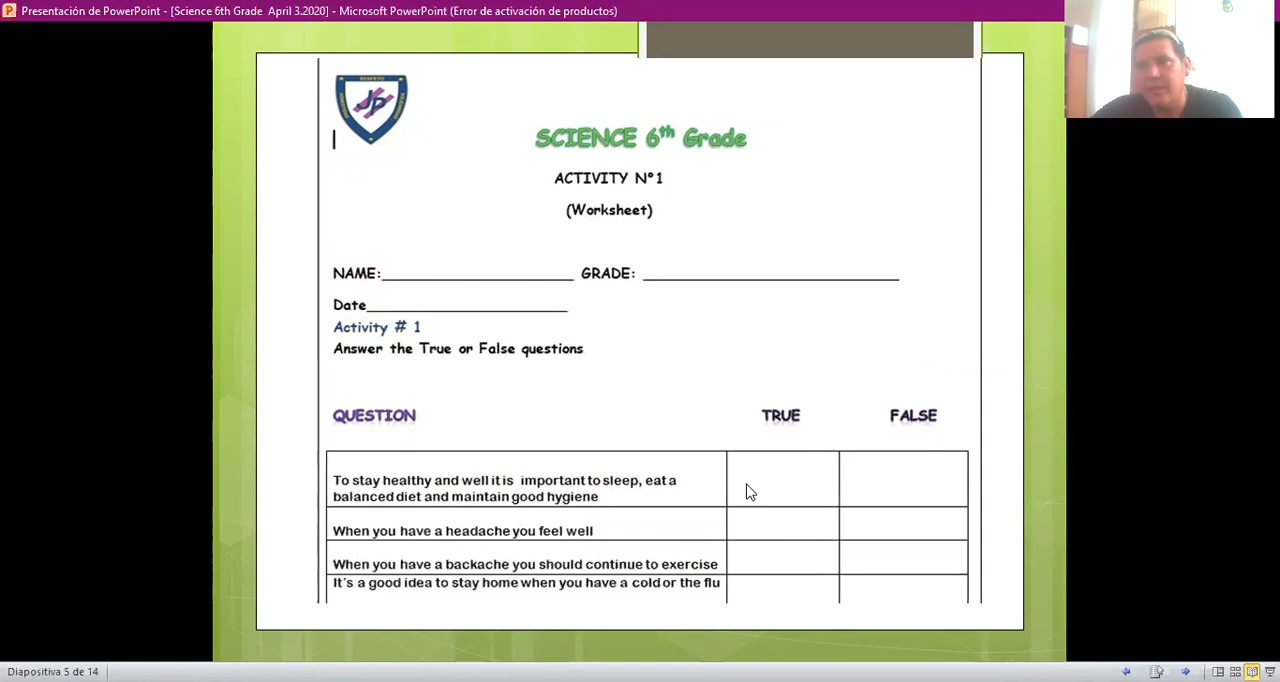 Presentación de PowerPoint - [Science 6th Grade  April 3.2020] - Microsoft PowerPoint (Error de activación de productos)
JP
SCIENCE 6th Grade
ACTIVITY N°1
(Worksheet)
NAME:______________________ GRADE: _____________________________
Date_______________________
Activity # 1
Answer the True or False questions
QUESTION TRUE FALSE
To stay healthy and well it is  important to sleep, eat a
balanced diet and maintain good hygiene
When you have a headache you feel well
When you have a backache you should continue to exercise
It´s a good idea to stay home when you have a cold or the flu
Diapositiva 5 de 14